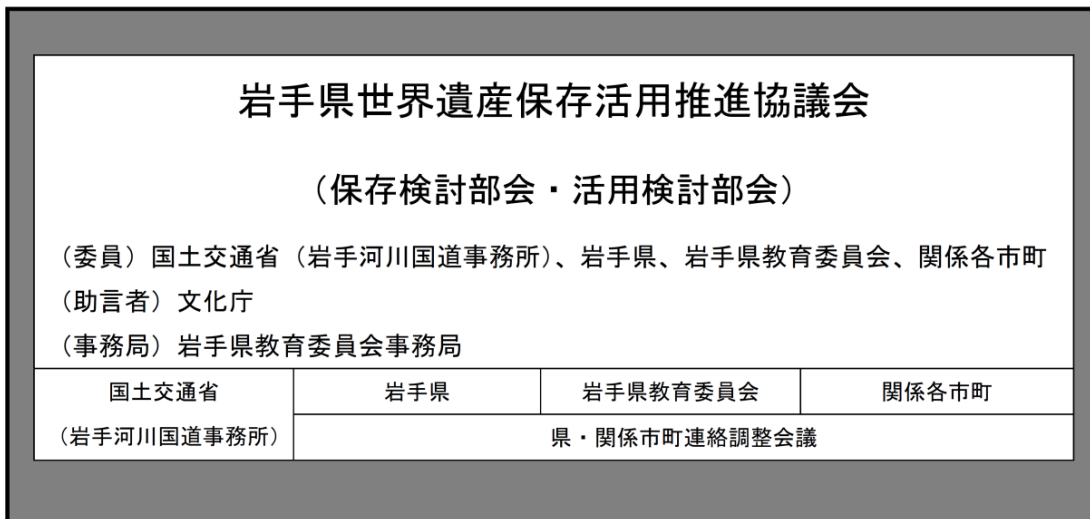 岩手県世界遺産保存活用推進協議会
（保存検討部会・活用検討部会）
（委員）国土交通省（岩手河川国道事務所）、岩手県、岩手県教育委員会、関係各市町
（助言者）文化庁
（事務局）岩手県教育委員会事務局
国土交通省
（岩手河川国道事務所）
岩手県
岩手県教育委員会
関係各市町
県・関係市町連絡調整会議